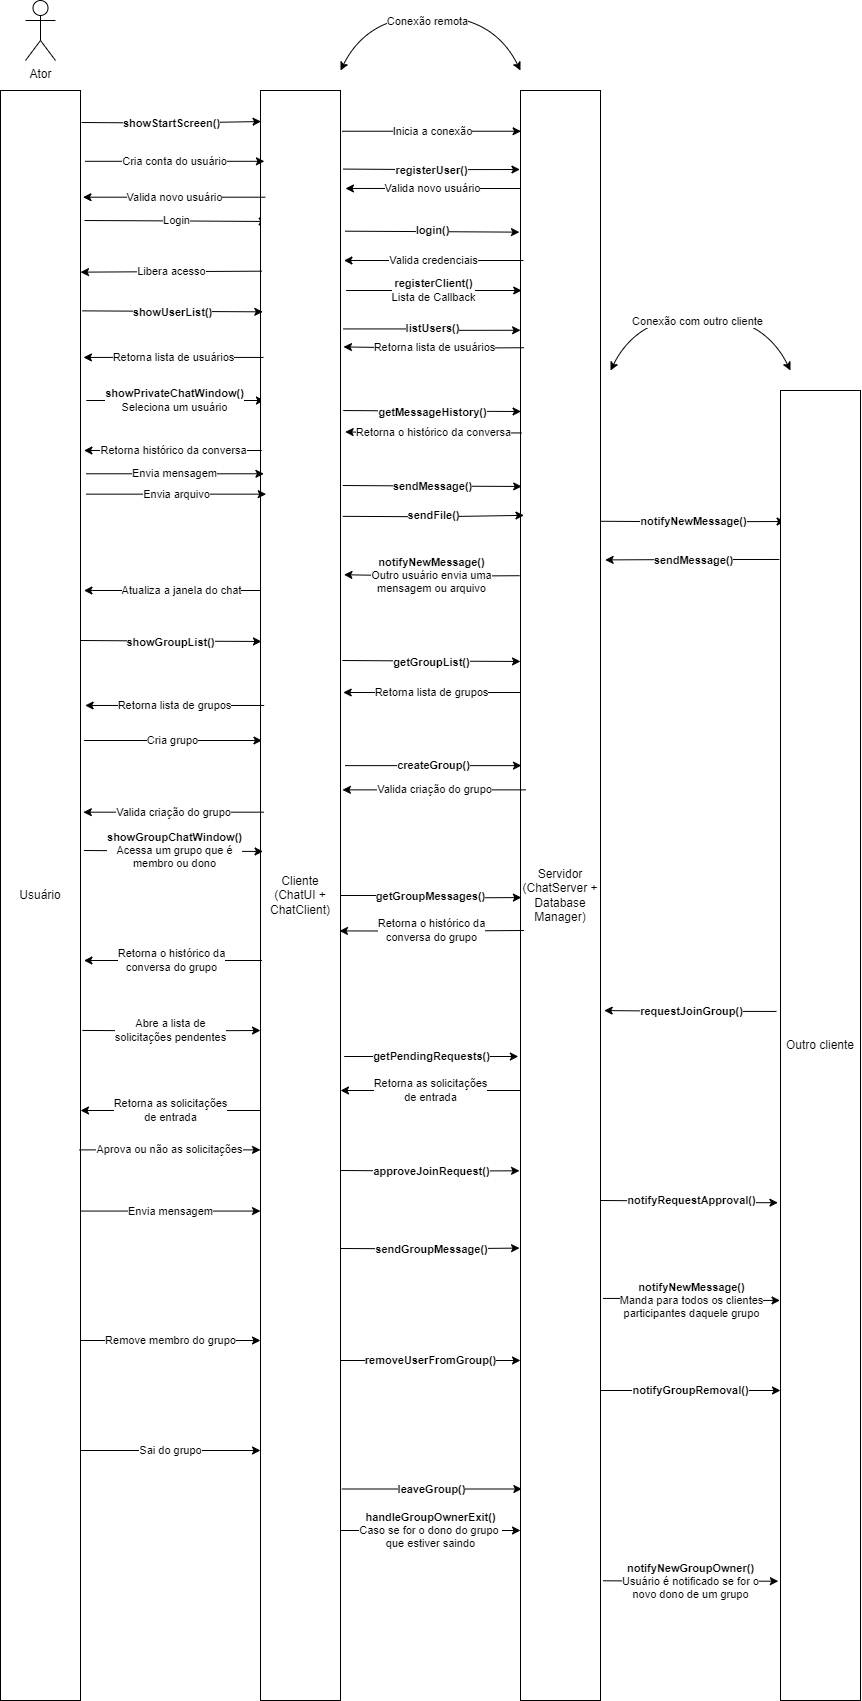 Conexão remota
Ator
showStartScreen()
Inicia a conexão
Cria conta do usuário
registerUser()
Valida novo usuário
Valida novo usuário
Login
login()
Valida credenciais
Libera acesso
registerClient()
Lista de Callback
showUserList()
Conexão com outro cliente
listUsers()
Retorna lista de usuários
Retorna lista de usuários
showPrivateChatWindow()
Seleciona um usuário
getMessageHistory()
Retorna o histórico da conversa
Retorna histórico da conversa
Envia mensagem
sendMessage()
Envia arquivo
sendFile()
notifyNewMessage()
sendMessage()
notifyNewMessage()
Outro usuário envia uma
mensagem ou arquivo
Atualiza a janela do chat
showGroupList()
getGroupList()
Retorna lista de grupos
Retorna lista de grupos
Cria grupo
createGroup()
Valida criação do grupo
Valida criação do grupo
showGroupChatWindow()
Acessa um grupo que é
membro ou dono
Usuário
Cliente
(ChatUI +
ChatClient)
getGroupMessages()
Servidor
(ChatServer +
Database
Manager)
Retorna o histórico da
conversa do grupo
Retorna o histórico da
conversa do grupo
requestJoinGroup()
Abre a lista de
solicitações pendentes
Outro cliente
getPendingRequests()
Retorna as solicitações
de entrada
Retorna as solicitações
de entrada
Aprova ou não as solicitações
approveJoinRequest()
notifyRequestApproval()
Envia mensagem
sendGroupMessage()
notifyNewMessage()
Manda para todos os clientes
participantes daquele grupo
Remove membro do grupo
removeUserFromGroup()
notifyGroupRemoval()
Sai do grupo
leaveGroup()
handleGroupOwnerExit()
Caso se for o dono do grupo
que estiver saindo
notifyNewGroupOwner()
Usuário é notificado se for o
novo dono de um grupo